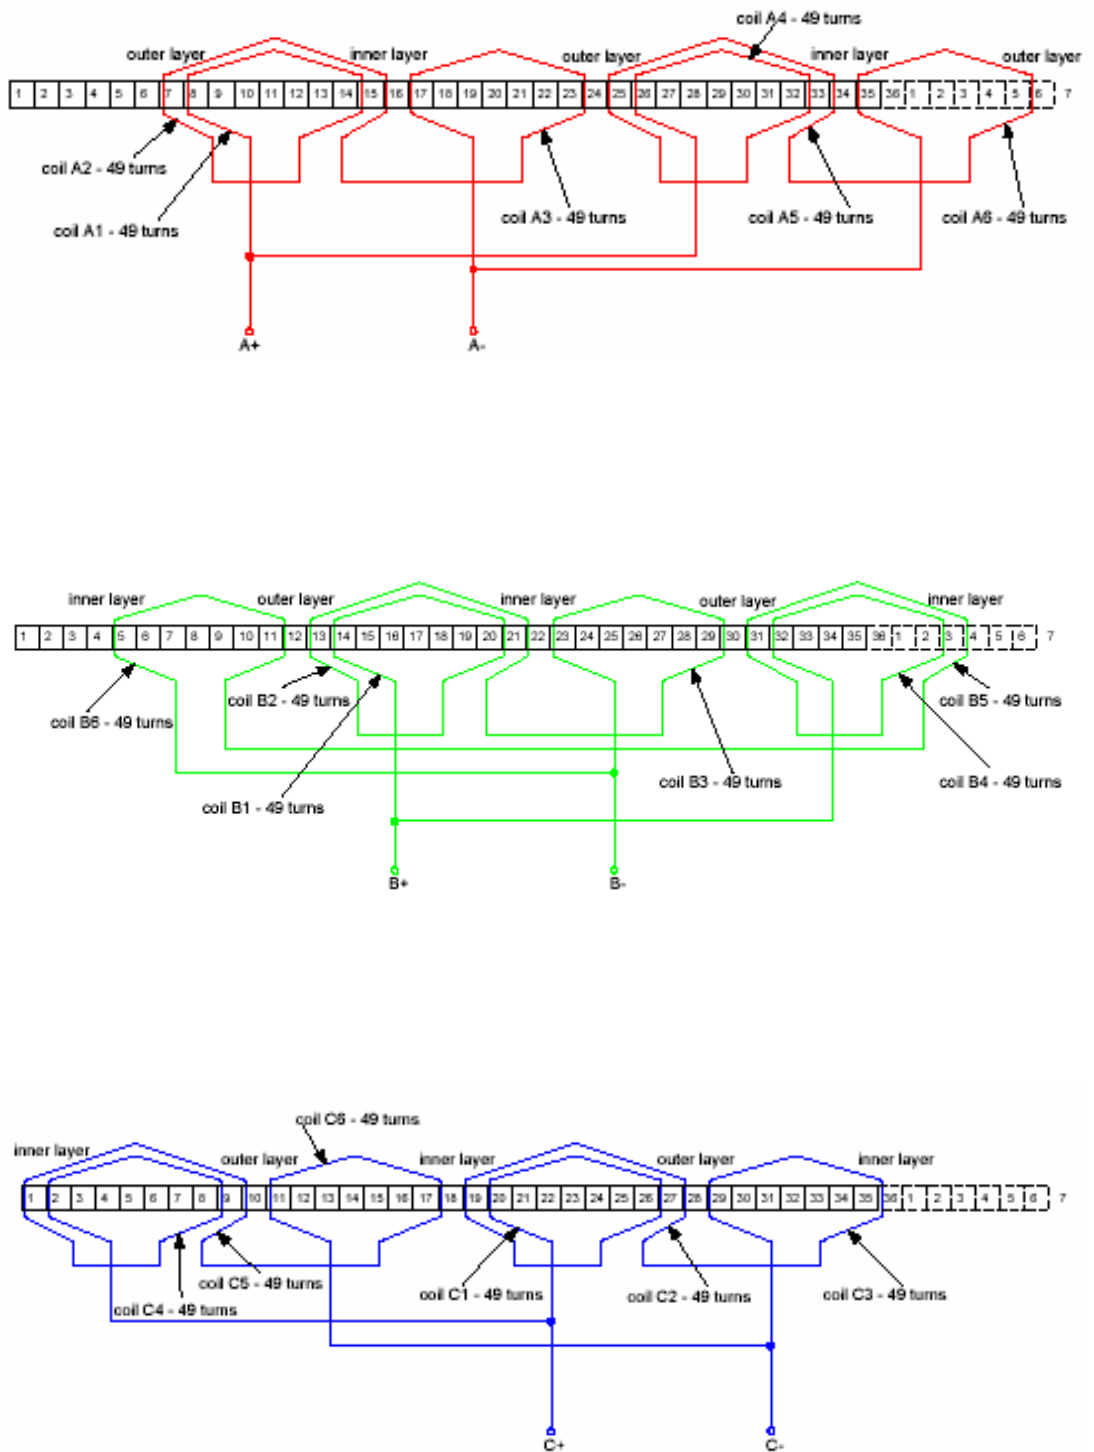 coil A4 - 49 turns
outer layer inner layer outer layer inner layer outer layer
1 2 3 4 5 6 7 8 9 10 11 12 13 14 15 16 17 18 19 20 21 22 23 24 25 26 27 28 29 30 31 32 33 34 35 36 1 2 3 4 5 6 7
coil A2 - 49 turns
coil A1 - 49 turns
coil A3 - 49 turns
coil A5 - 49 turns
coil A6 - 49 turns
A+ A-
inner layer outer layer inner layer outer layer inner layer
1 2 3 4 5 6 7 8 9 10 11 12 13 14 15 16 17 18 19 20 21 22 23 24 25 26 27 28 29 30 31 32 33 34 35 36 1 2 3 4 5 6 7
coil B6 - 49 turns
coil B2 - 49 turns
coil B5 - 49 turns
coil B1 - 49 turns
coil B3 - 49 turns
coil B4 - 49 turns
B+ B-
coil C6 - 49 turns
inner layer outer layer inner layer outer layer inner layer
1 2 3 4 5 6 7 8 9 10 11 12 13 14 15 16 17 18 19 20 21 22 23 24 25 26 27 28 29 30 31 32 33 34 35 36 1 2 3 4 5 6 7
coil C5 - 49 turns
coil C4 - 49 turns
coil C1 - 49 turns
coil C2 - 49 turns
coil C3 - 49 turns
C+ C-